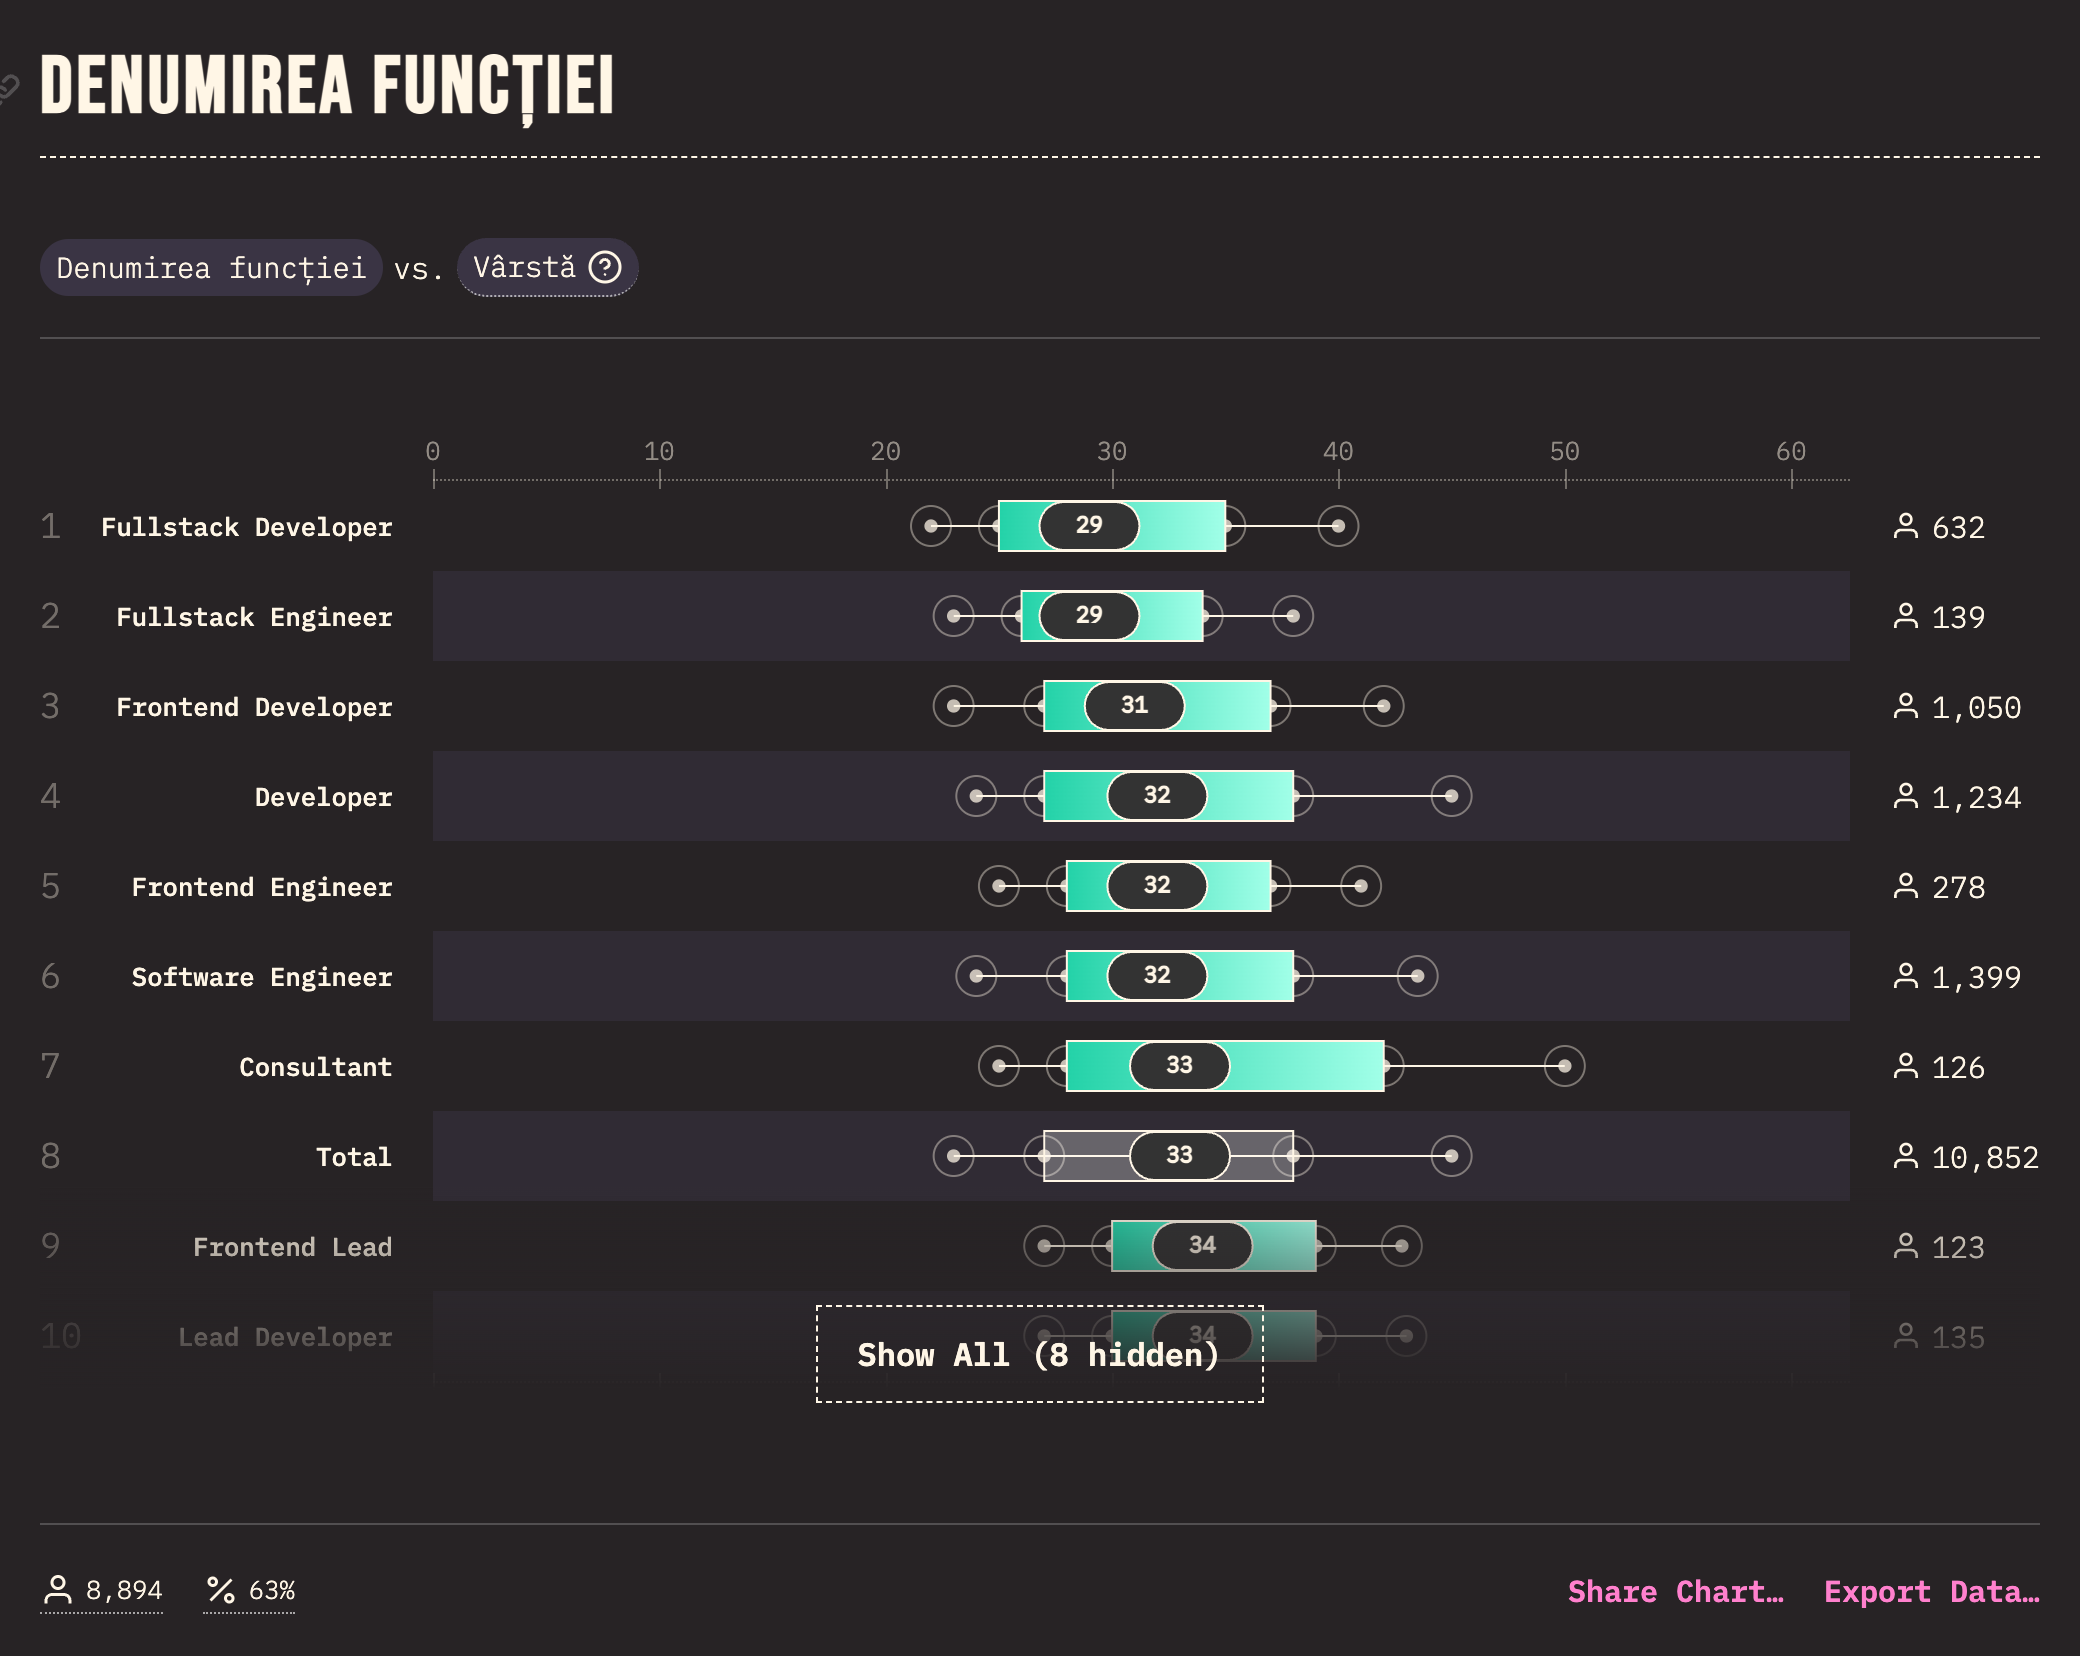 DENUMIREA FUNCȚIEI
Denumirea funcției vs. Vârstă
0 10 20 30 40 50 60
1 Fullstack Developer 29 632
2 Fullstack Engineer 29 139
3 Frontend Developer 31 1,050
4 Developer 32 1,234
5 Frontend Engineer 32 278
6 Software Engineer 32 1,399
7 Consultant 33 126
8 Total 33 10,852
9 Frontend Lead 34 123
10 Lead Developer 34 135
Show All (8 hidden)
8,894 % 63% Share Chart… Export Data…